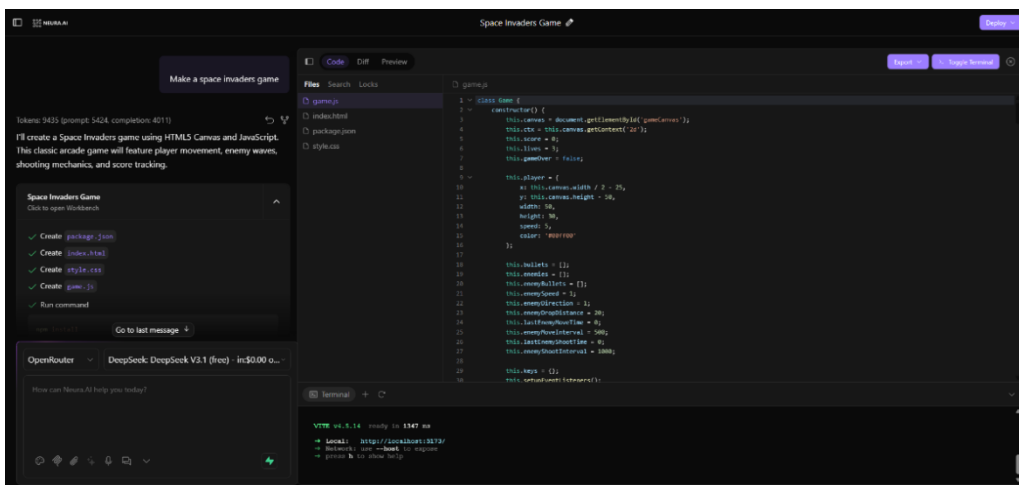 NEURA.AI
Space Invaders Game
Deploy
Make a space invaders game
Tokens: 9435 (prompt: 5424, completion: 4011)
I'll create a Space Invaders game using HTML5 Canvas and JavaScript.
This classic arcade game will feature player movement, enemy waves,
shooting mechanics, and score tracking.
Space Invaders Game
Click to open Workbench
Create package.json
Create index.html
Create style.css
Create game.js
Run command
npm install
Go to last message
OpenRouter
DeepSeek: DeepSeek V3.1 (free) - in:$0.00 o...
How can Neura.AI help you today?
Code Diff Preview
Export
Toggle Terminal
Files Search Locks
game.js
index.html
package.json
style.css
game.js
1 class Game {
2 constructor() {
3 this.canvas = document.getElementById('gameCanvas');
4 this.ctx = this.canvas.getContext('2d');
5 this.score = 0;
6 this.lives = 3;
7 this.gameOver = false;
8
9 this.player = {
10 x: this.canvas.width / 2 - 25,
11 y: this.canvas.height - 50,
12 width: 50,
13 height: 30,
14 speed: 5,
15 color: '#00FF00'
16 };
17
18 this.bullets = [];
19 this.enemies = [];
20 this.enemyBullets = [];
21 this.enemySpeed = 1;
22 this.enemyDirection = 1;
23 this.enemyDropDistance = 20;
24 this.lastEnemyMoveTime = 0;
25 this.enemyMoveInterval = 500;
26 this.lastEnemyShootTime = 0;
27 this.enemyShootInterval = 1000;
28
29 this.keys = {};
30 this.setupEventListeners();
Terminal
VITE v4.5.14 ready in 1347 ms
➜ Local: http://localhost:5173/
➜ Network: use --host to expose
➜ press h to show help